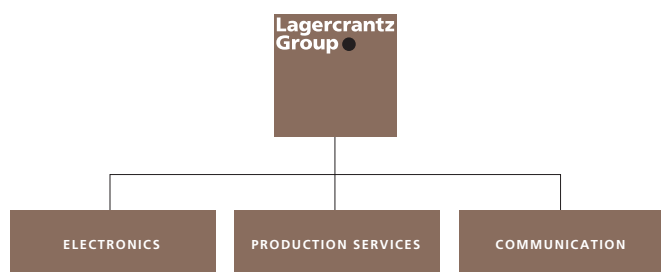 Lagercrantz
Group
ELECTRONICS
PRODUCTION SERVICES
COMMUNICATION